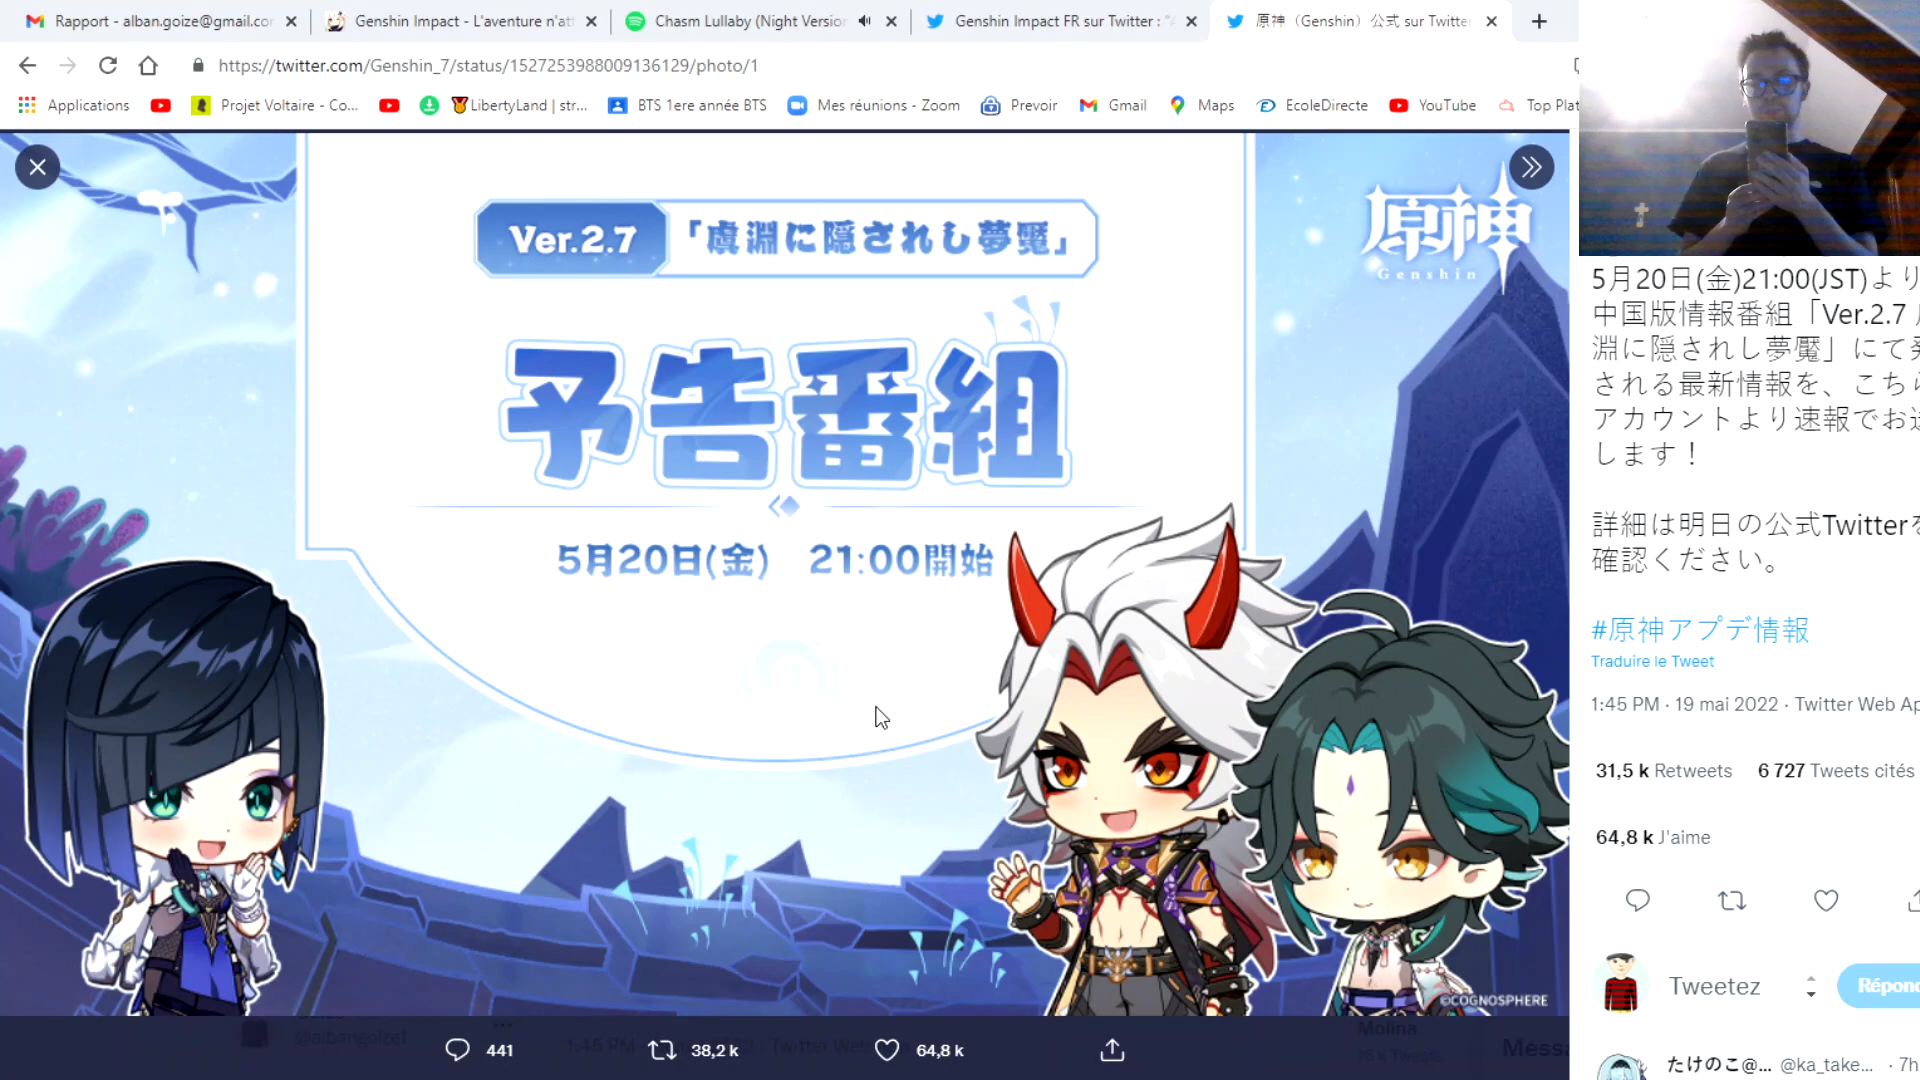 Rapport - alban.goize@gmail.co
Genshin Impact - L'aventure n'at
Chasm Lullaby (Night Version
Genshin Impact FR sur Twitter : "
原神（Genshin）公式 sur Twitte
https://twitter.com/Genshin_7/status/1527253988009136129/photo/1
Applications
Projet Voltaire - Co...
LibertyLand | str...
BTS 1ere année BTS
Mes réunions - Zoom
Prevoir
Gmail
Maps
EcoleDirecte
YouTube
Top Plat
Ver.2.7 「虞淵に隠されし夢魘」
原神
Genshin
予告番組
5月20日(金) 21:00開始
©COGNOSPHERE
441
38,2 k
64,8 k
5月20日(金)21:00(JST)より
中国版情報番組「Ver.2.7
淵に隠されし夢魘」にて発
される最新情報を、こちら
アカウントより速報でお送
します！
詳細は明日の公式Twitterを
確認ください。
#原神アプデ情報
Traduire le Tweet
1:45 PM · 19 mai 2022 · Twitter Web Ap
31,5 k Retweets 6 727 Tweets cités
64,8 k J'aime
Tweetez
Répond
たけのこ@... @ka_take... · 7h